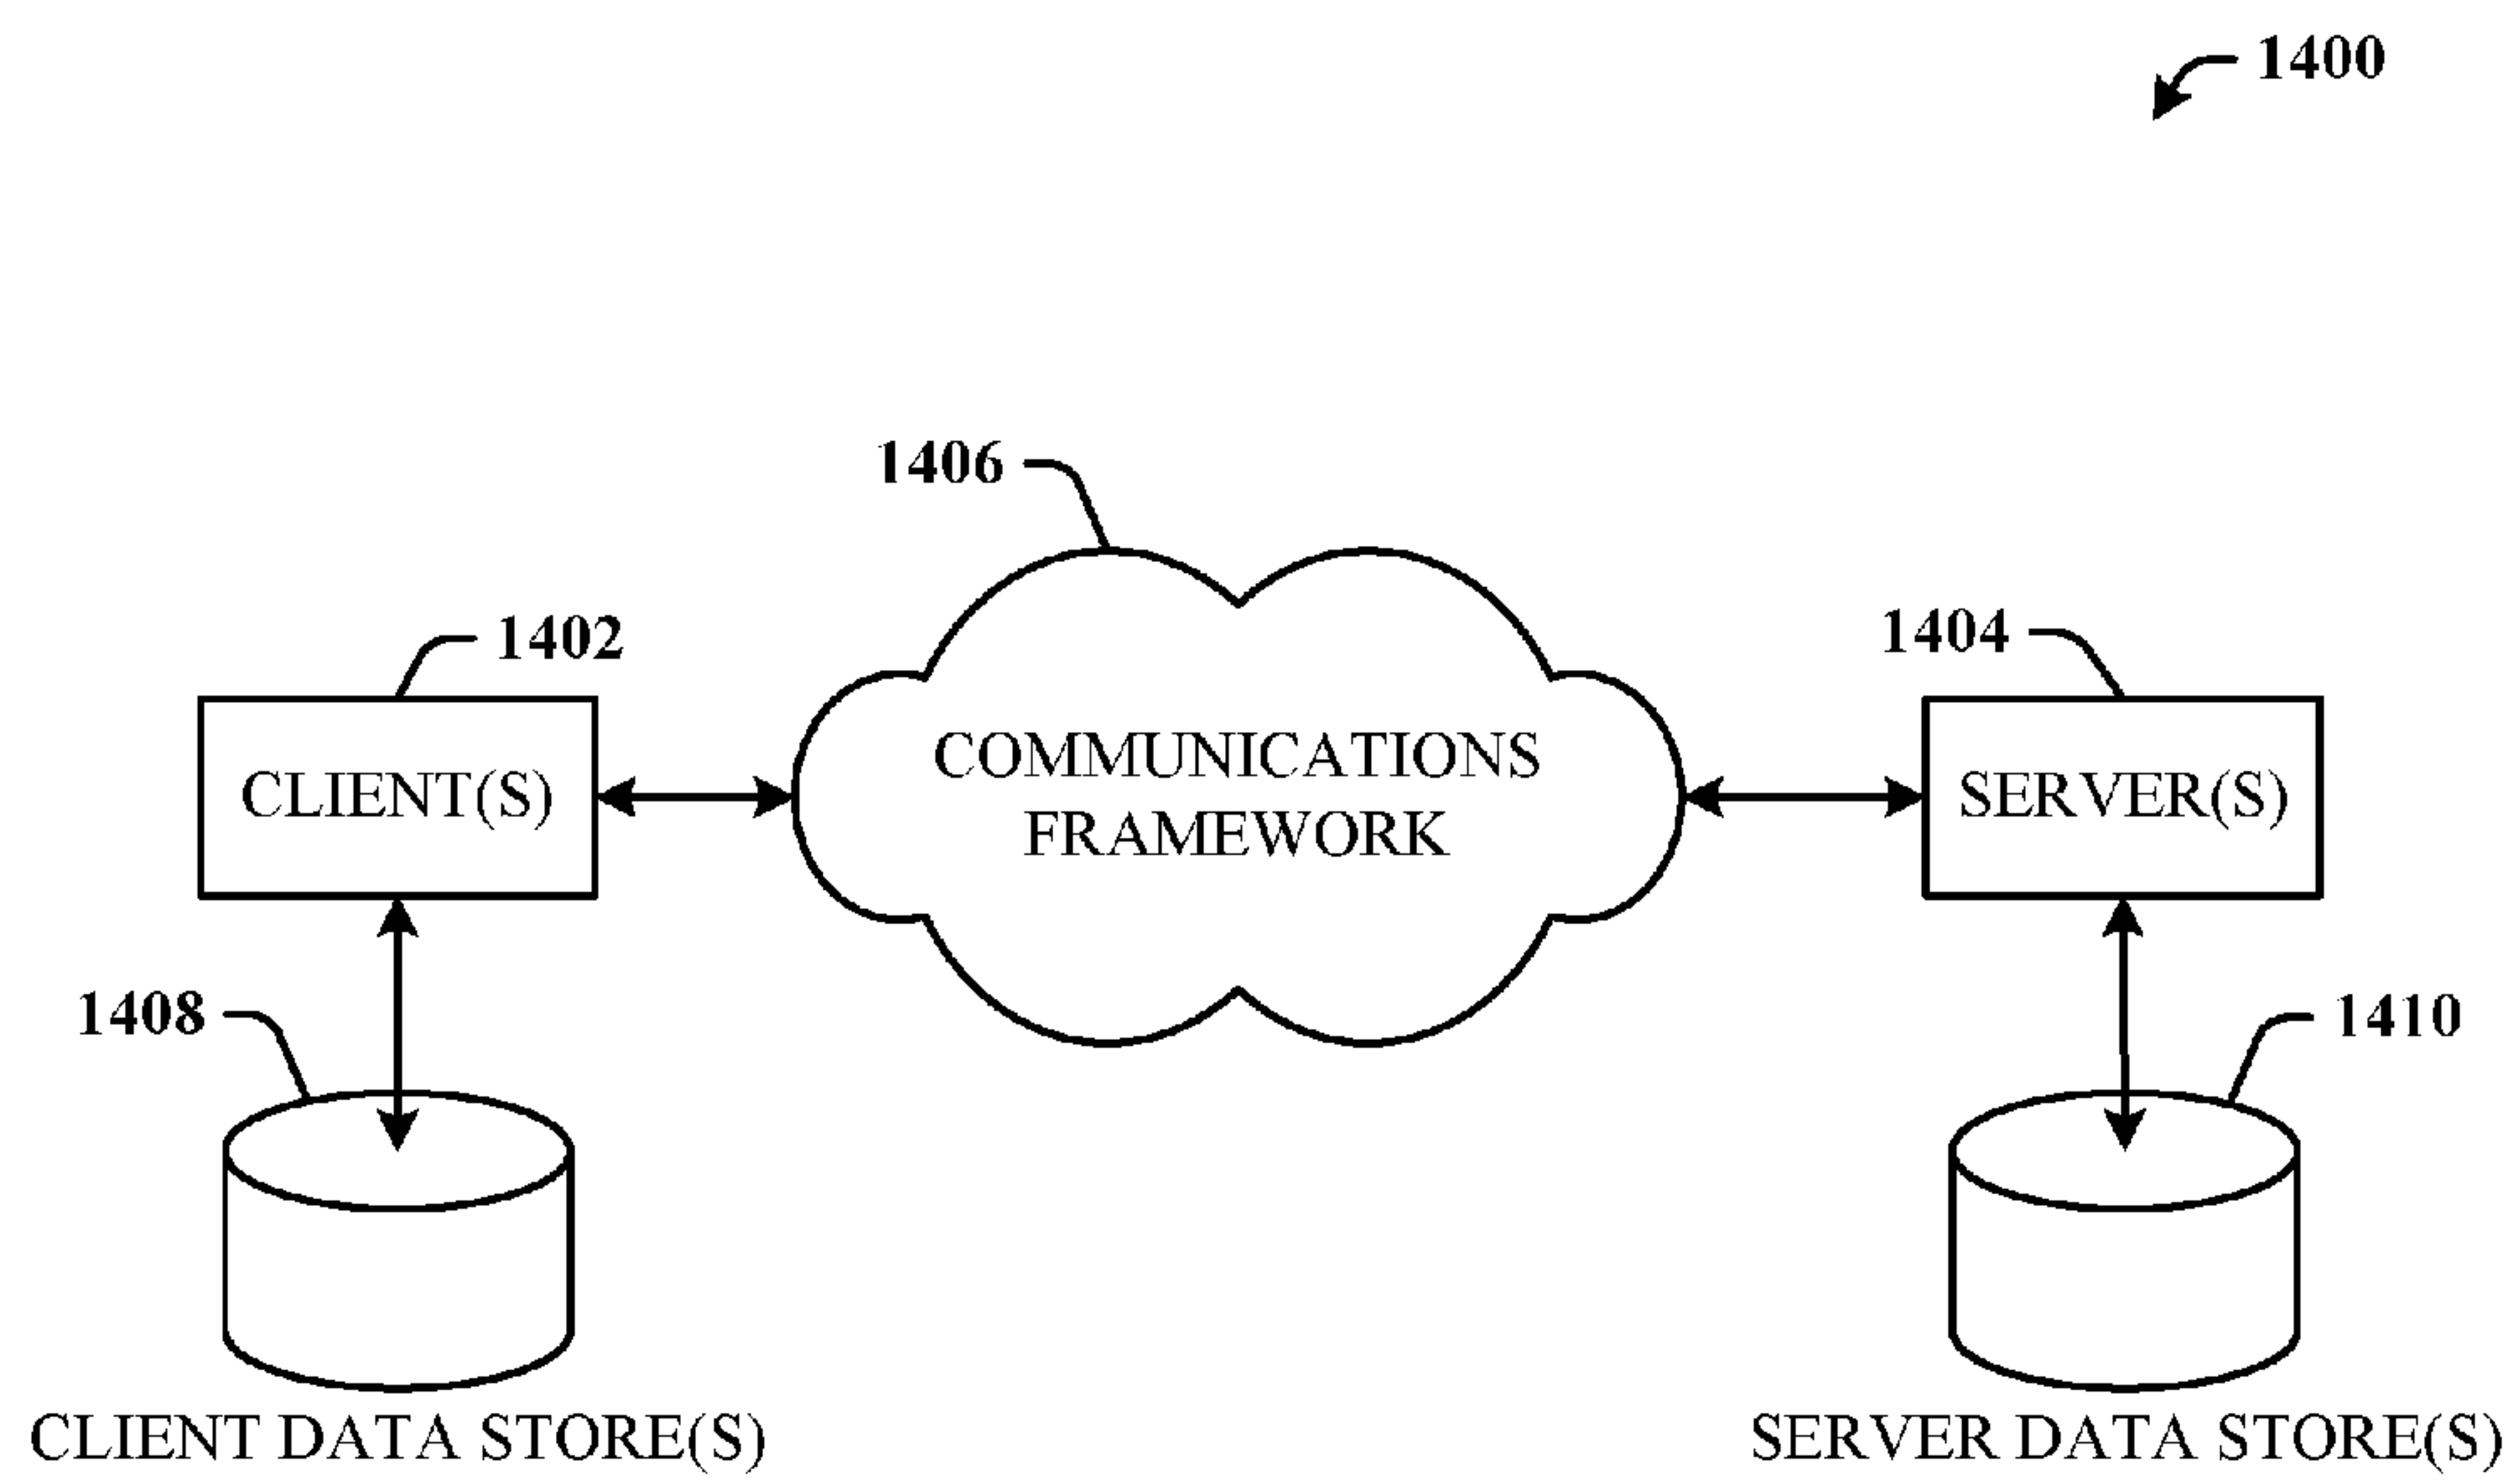 1400
1406
1402
1404
CLIENT(S)
COMMUNICATIONS
FRAMEWORK
SERVER(S)
1408
1410
CLIENT DATA STORE(S)
SERVER DATA STORE(S)